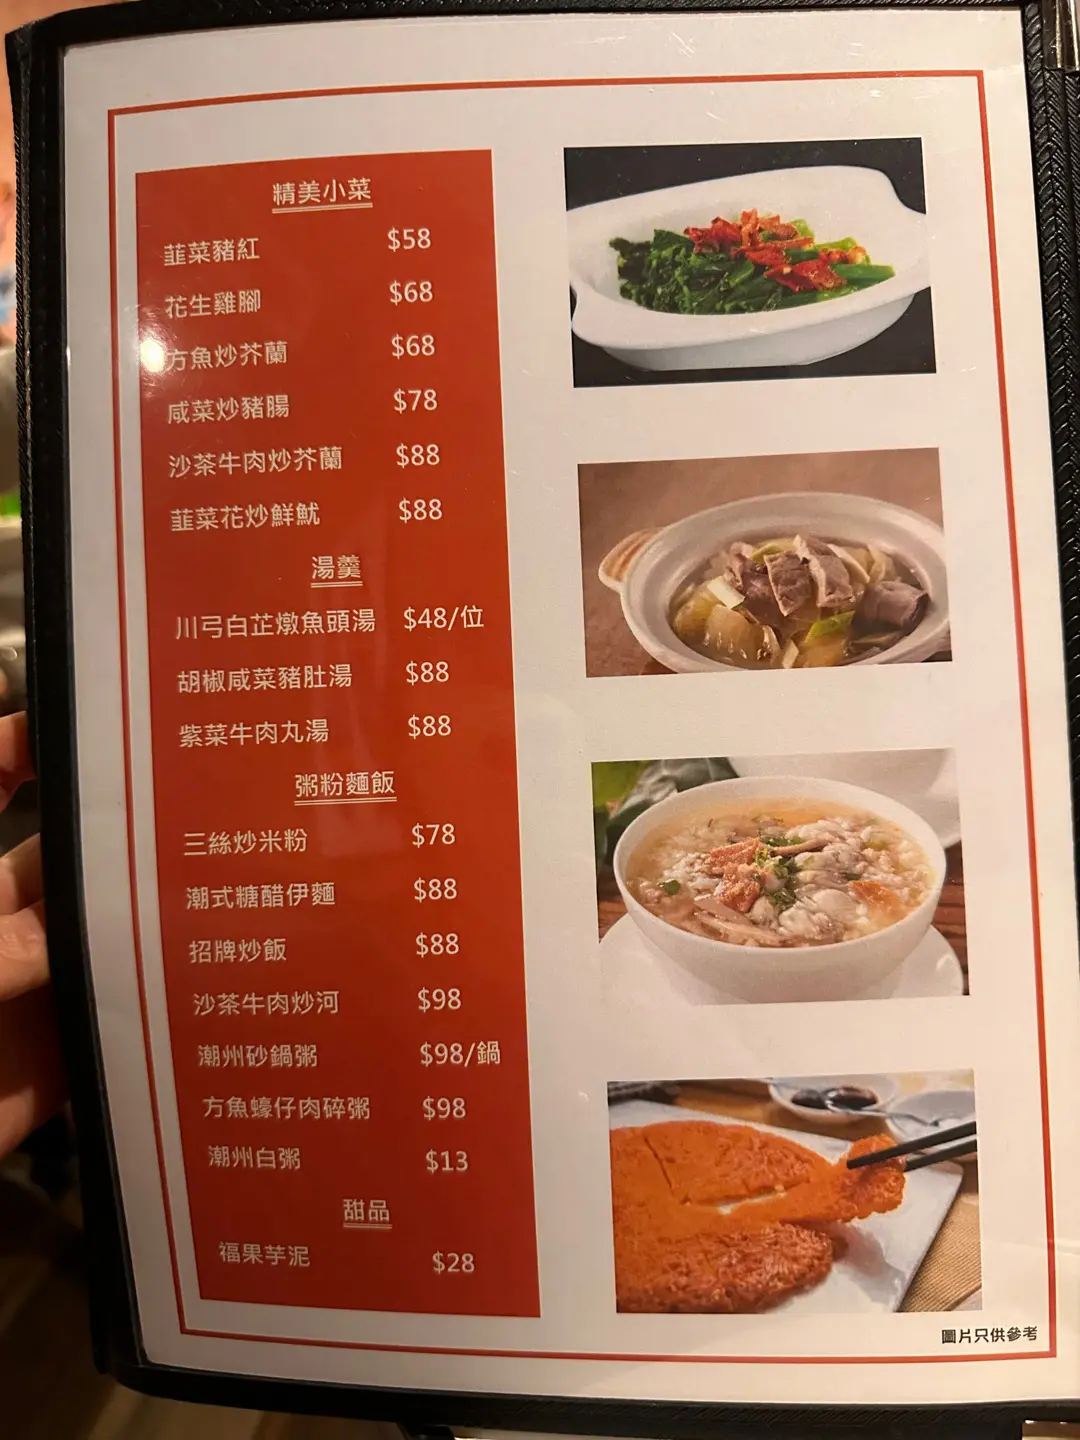 精美小菜
韮菜豬紅 $58
花生雞腳 $68
方魚炒芥蘭 $68
咸菜炒豬腸 $78
沙茶牛肉炒芥蘭 $88
韮菜花炒鮮魷 $88
湯羹
川弓白芷燉魚頭湯 $48/位
胡椒咸菜豬肚湯 $88
紫菜牛肉丸湯 $88
粥粉麵飯
三絲炒米粉 $78
潮式糖醋伊麵 $88
招牌炒飯 $88
沙茶牛肉炒河 $98
潮州砂鍋粥 $98/鍋
方魚蠔仔肉碎粥 $98
潮州白粥 $13
甜品
福果芋泥 $28
圖片只供參考